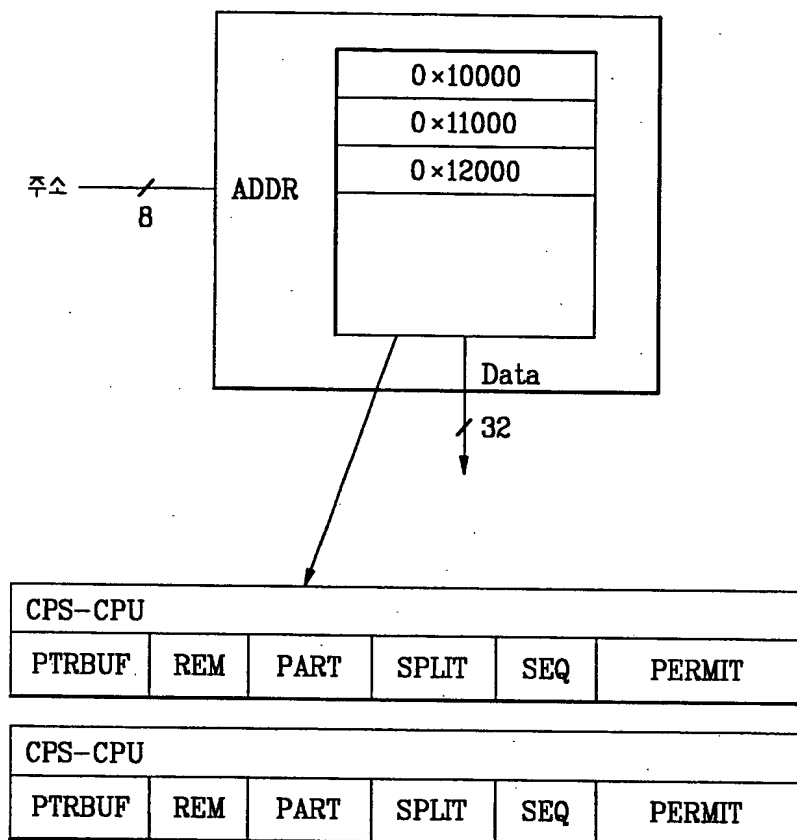 0×10000
0×11000
0×12000
주소
8
ADDR
Data
32
CPS-CPU
PTRBUF REM PART SPLIT SEQ PERMIT
CPS-CPU
PTRBUF REM PART SPLIT SEQ PERMIT